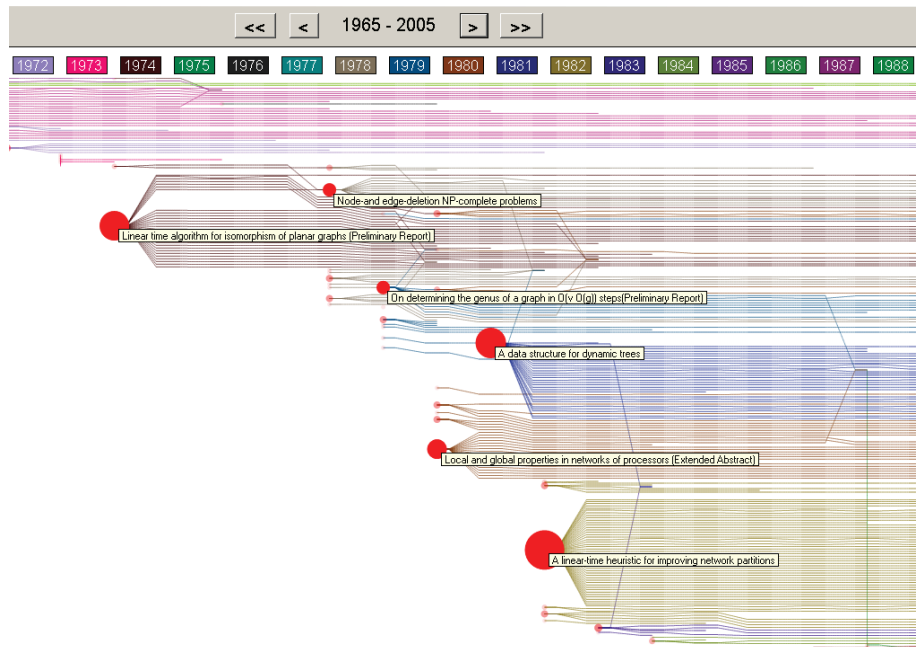 << < 1965 - 2005 > >>
1972 1973 1974 1975 1976 1977 1978 1979 1980 1981 1982 1983 1984 1985 1986 1987 1988
Node-and edge-deletion NP-complete problems
Linear time algorithm for isomorphism of planar graphs (Preliminary Report)
On determining the genus of a graph in O(v O(g)) steps(Preliminary Report)
A data structure for dynamic trees
Local and global properties in networks of processors (Extended Abstract)
A linear-time heuristic for improving network partitions